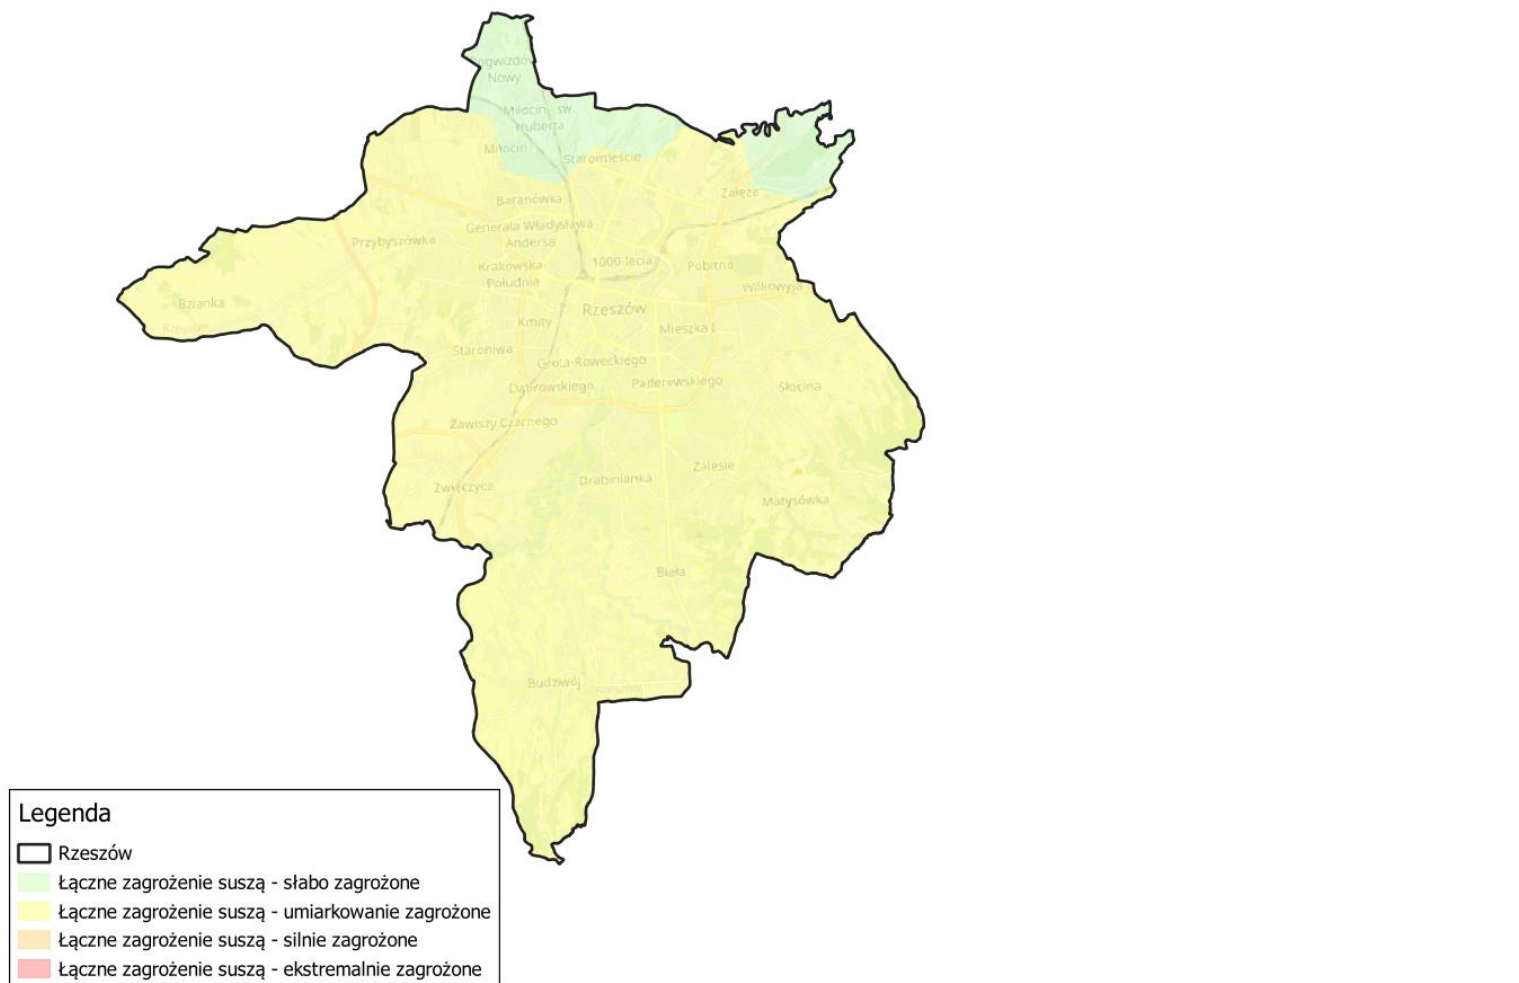 Nowy
Miłocin - św.
Huberta
Miłocin
Staromieście
Załęże
Baranówka
Generała Władysława
Andersa
Przybyszówka
1000-lecia
Krakowska-
Południe
Pobitno
Wilkowyja
Bzianka
Rzeszów
Rzeszów
Kmity
Mieszka I
Staroniwa
Grota-Roweckiego
Dąbrowskiego
Paderewskiego
Słocina
Zawiszy Czarnego
Zalesie
Drabinianka
Zwięczyca
Matysówka
Biała
Budziwój
Rzeszów
Legenda
Rzeszów
Łączne zagrożenie suszą - słabo zagrożone
Łączne zagrożenie suszą - umiarkowanie zagrożone
Łączne zagrożenie suszą - silnie zagrożone
Łączne zagrożenie suszą - ekstremalnie zagrożone